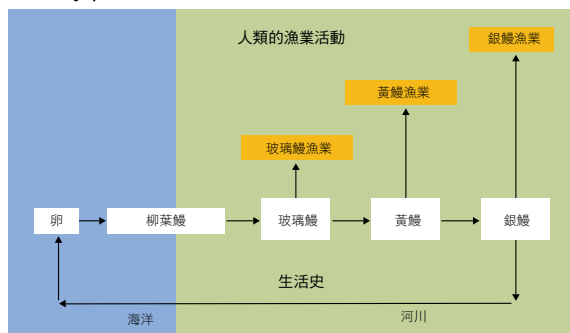 人類的漁業活動
銀鰻漁業
黃鰻漁業
玻璃鰻漁業
卵
柳葉鰻
玻璃鰻
黃鰻
銀鰻
生活史
海洋
河川